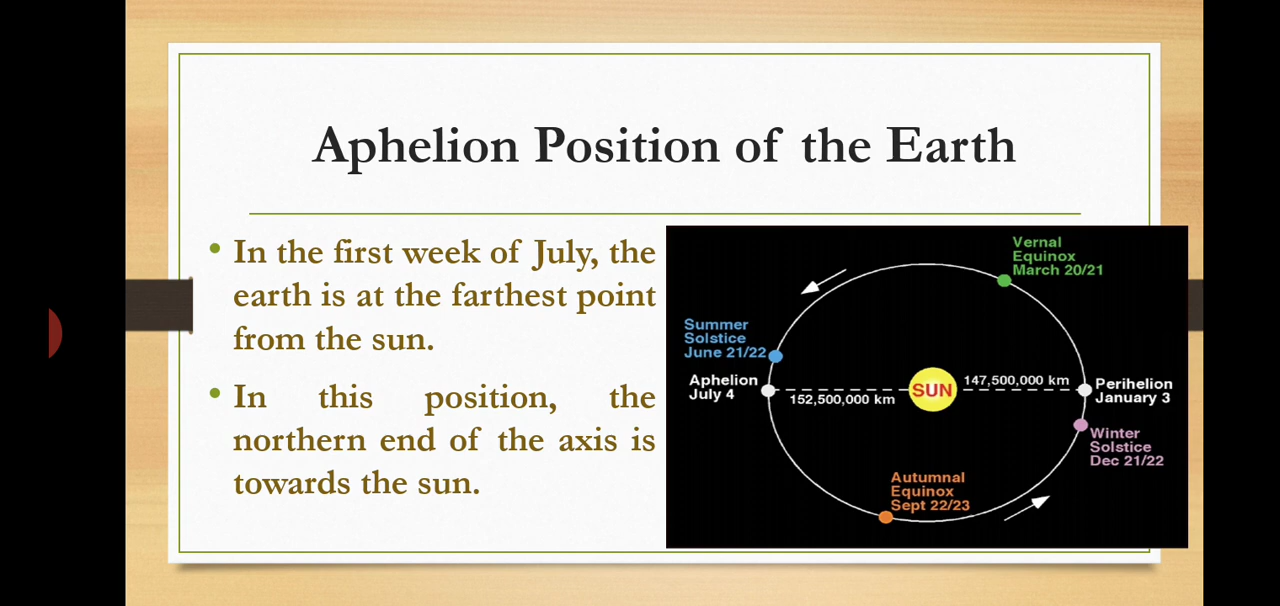 Aphelion Position of the Earth
• In the first week of July, the
earth is at the farthest point
from the sun.
• In this position, the
northern end of the axis is
towards the sun.
Vernal
Equinox
March 20/21
Summer
Solstice
June 21/22
Aphelion
July 4
152,500,000 km
SUN
147,500,000 km
Perihelion
January 3
Winter
Solstice
Dec 21/22
Autumnal
Equinox
Sept 22/23